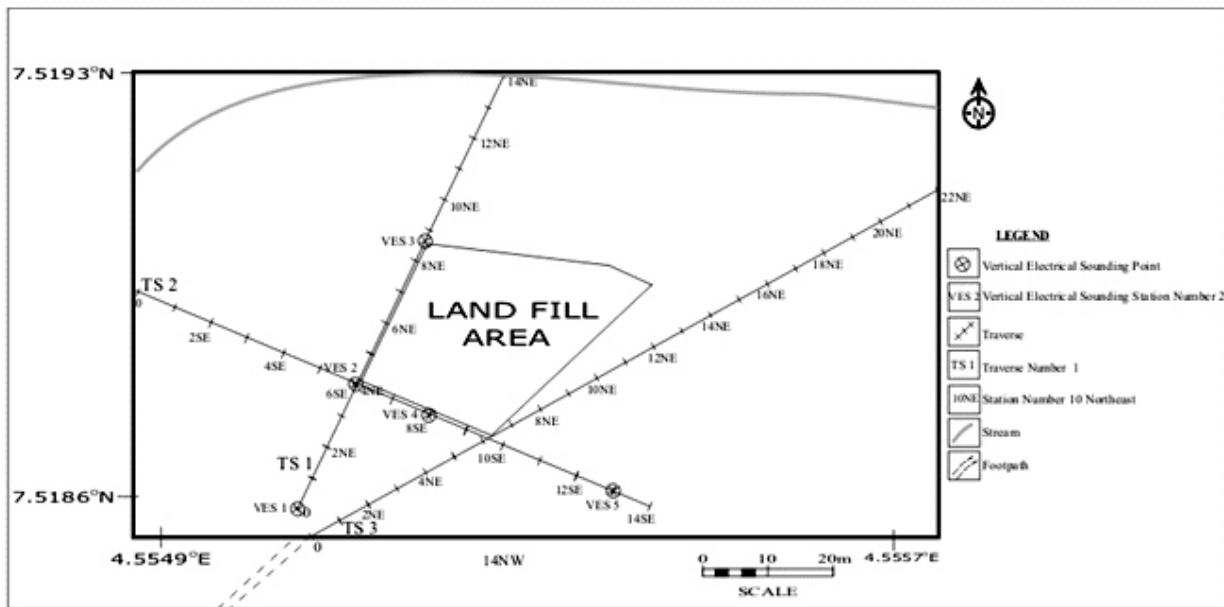 7.5193°N
14NE
12NE
10NE
22NE
20NE
VES 3
8NE
18NE
TS 2
0
16NE
LAND FILL
AREA
6NE
2SE
14NE
12NE
4SE
VES 2
10NE
6SE
4NE
VES 4
8SE
8NE
2NE
10SE
TS 1
4NE
12SE
7.5186°N
VES 1
0
2NE
VES 5
14SE
TS 3
0
14NW
4.5549°E
4.5557°E
0 10 20m
SCALE
N
LEGEND
Vertical Electrical Sounding Point
VES 2 Vertical Electrical Sounding Station Number 2
Traverse
TS 1 Traverse Number 1
10NE Station Number 10 Northeast
Stream
Footpath